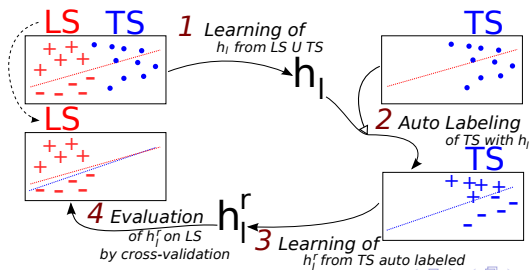 LS TS
1 Learning of
h_l from LS U TS
h_l
LS
2 Auto Labeling
of TS with h_l
TS
4 Evaluation
of h_l^r on LS
by cross-validation
h_l^r
3 Learning of
h_l^r from TS auto labeled